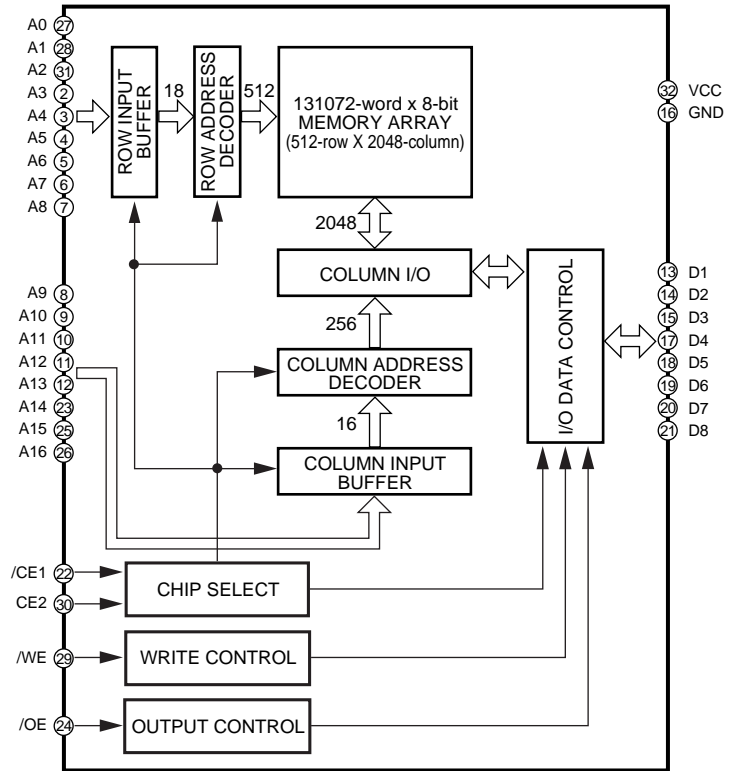 A0 27
A1 28
A2 31
A3 2
A4 3
A5 4
A6 5
A7 6
A8 7
ROW INPUT
BUFFER
18
ROW ADDRESS
DECODER
512
131072-word x 8-bit
MEMORY ARRAY
(512-row X 2048-column)
32 VCC
16 GND
2048
COLUMN I/O
256
COLUMN ADDRESS
DECODER
16
COLUMN INPUT
BUFFER
I/O DATA CONTROL
13 D1
14 D2
15 D3
17 D4
18 D5
19 D6
20 D7
21 D8
A9 8
A10 9
A11 10
A12 11
A13 12
A14 23
A15 25
A16 26
/CE1 22
CE2 30
CHIP SELECT
/WE 29
WRITE CONTROL
/OE 24
OUTPUT CONTROL